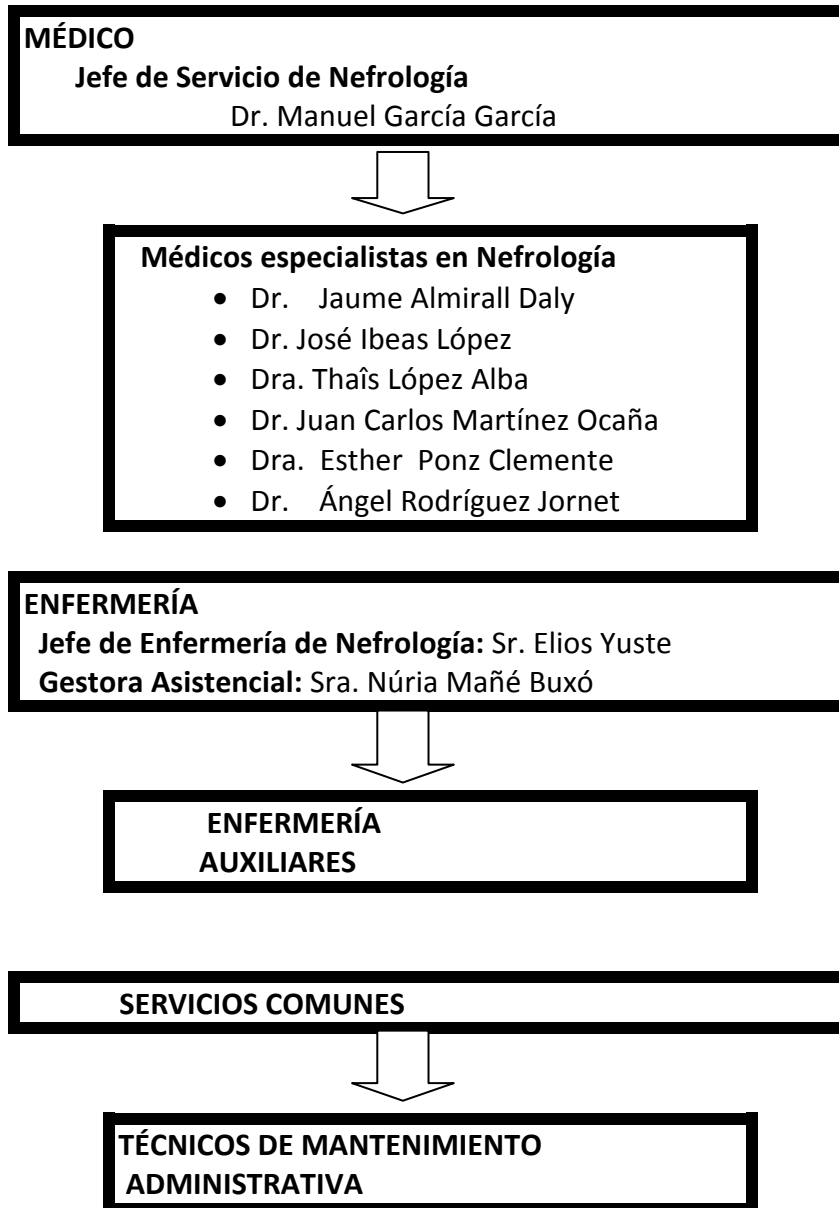 MÉDICO
Jefe de Servicio de Nefrología
Dr. Manuel García García
Médicos especialistas en Nefrología
• Dr. Jaume Almirall Daly
• Dr. José Ibeas López
• Dra. Thaîs López Alba
• Dr. Juan Carlos Martínez Ocaña
• Dra. Esther Ponz Clemente
• Dr. Ángel Rodríguez Jornet
ENFERMERÍA
Jefe de Enfermería de Nefrología: Sr. Elios Yuste
Gestora Asistencial: Sra. Núria Mañé Buxó
ENFERMERÍA
AUXILIARES
SERVICIOS COMUNES
TÉCNICOS DE MANTENIMIENTO
ADMINISTRATIVA